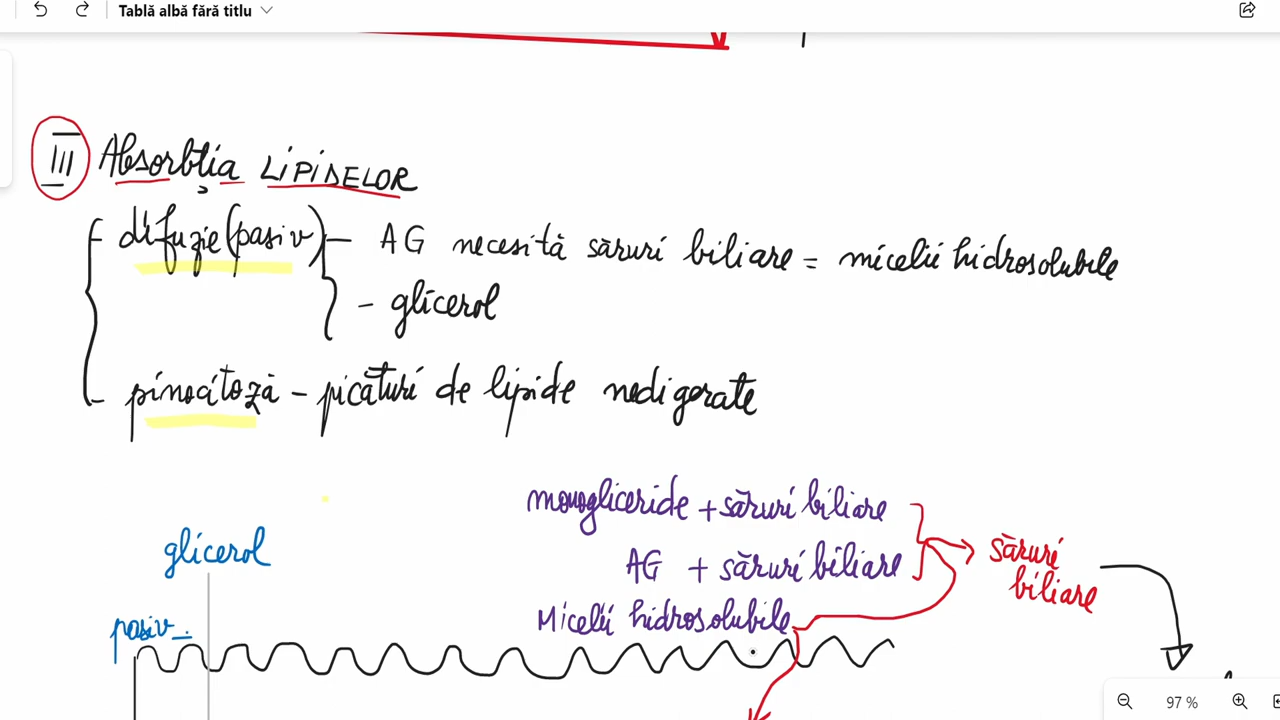 Tablă albă fără titlu
III Absorbția LIPIDELOR
difuzie (pasiv) - AG necesită săruri biliare = micelii hidrosolubile
- glicerol
- pinocitoză - picături de lipide nedigerate
monogliceride + săruri biliare
glicerol
AG + săruri biliare
săruri biliare
Micelii hidrosolubile
pasiv
97 %